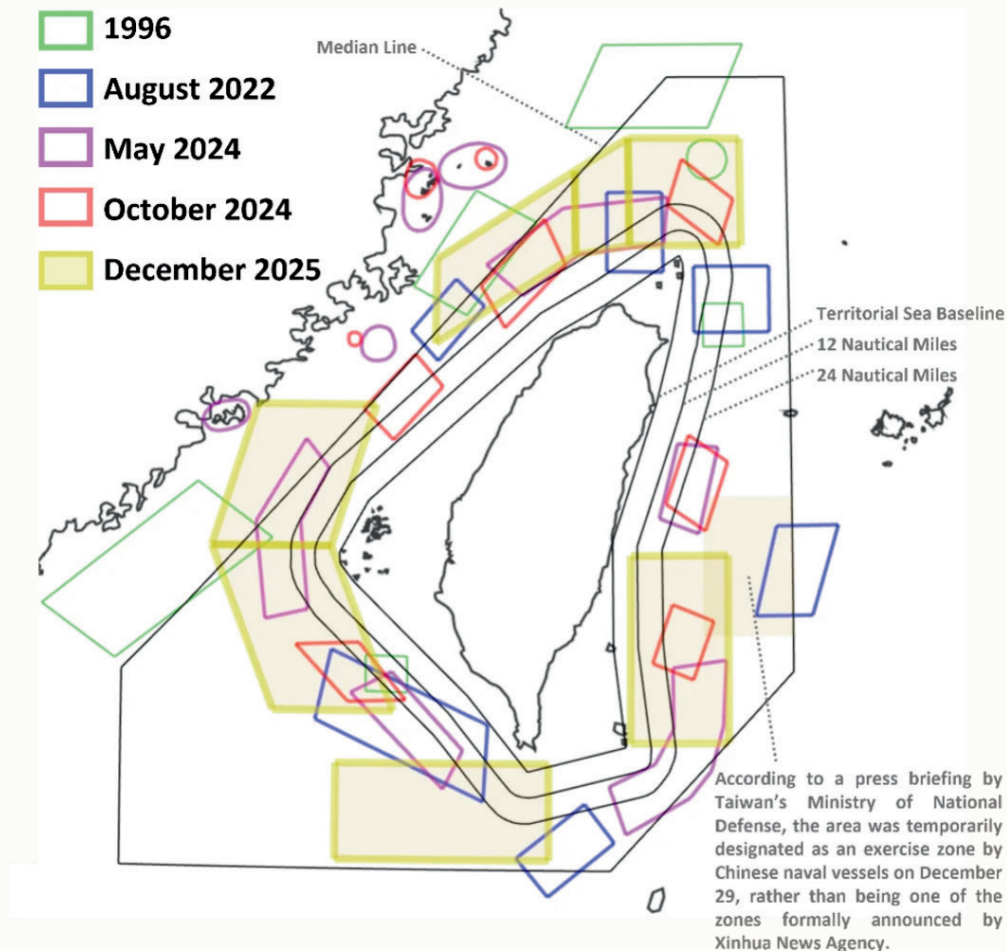 1996
August 2022
May 2024
October 2024
December 2025
Median Line
Territorial Sea Baseline
12 Nautical Miles
24 Nautical Miles
According to a press briefing by
Taiwan's Ministry of National
Defense, the area was temporarily
designated as an exercise zone by
Chinese naval vessels on December
29, rather than being one of the
zones formally announced by
Xinhua News Agency.